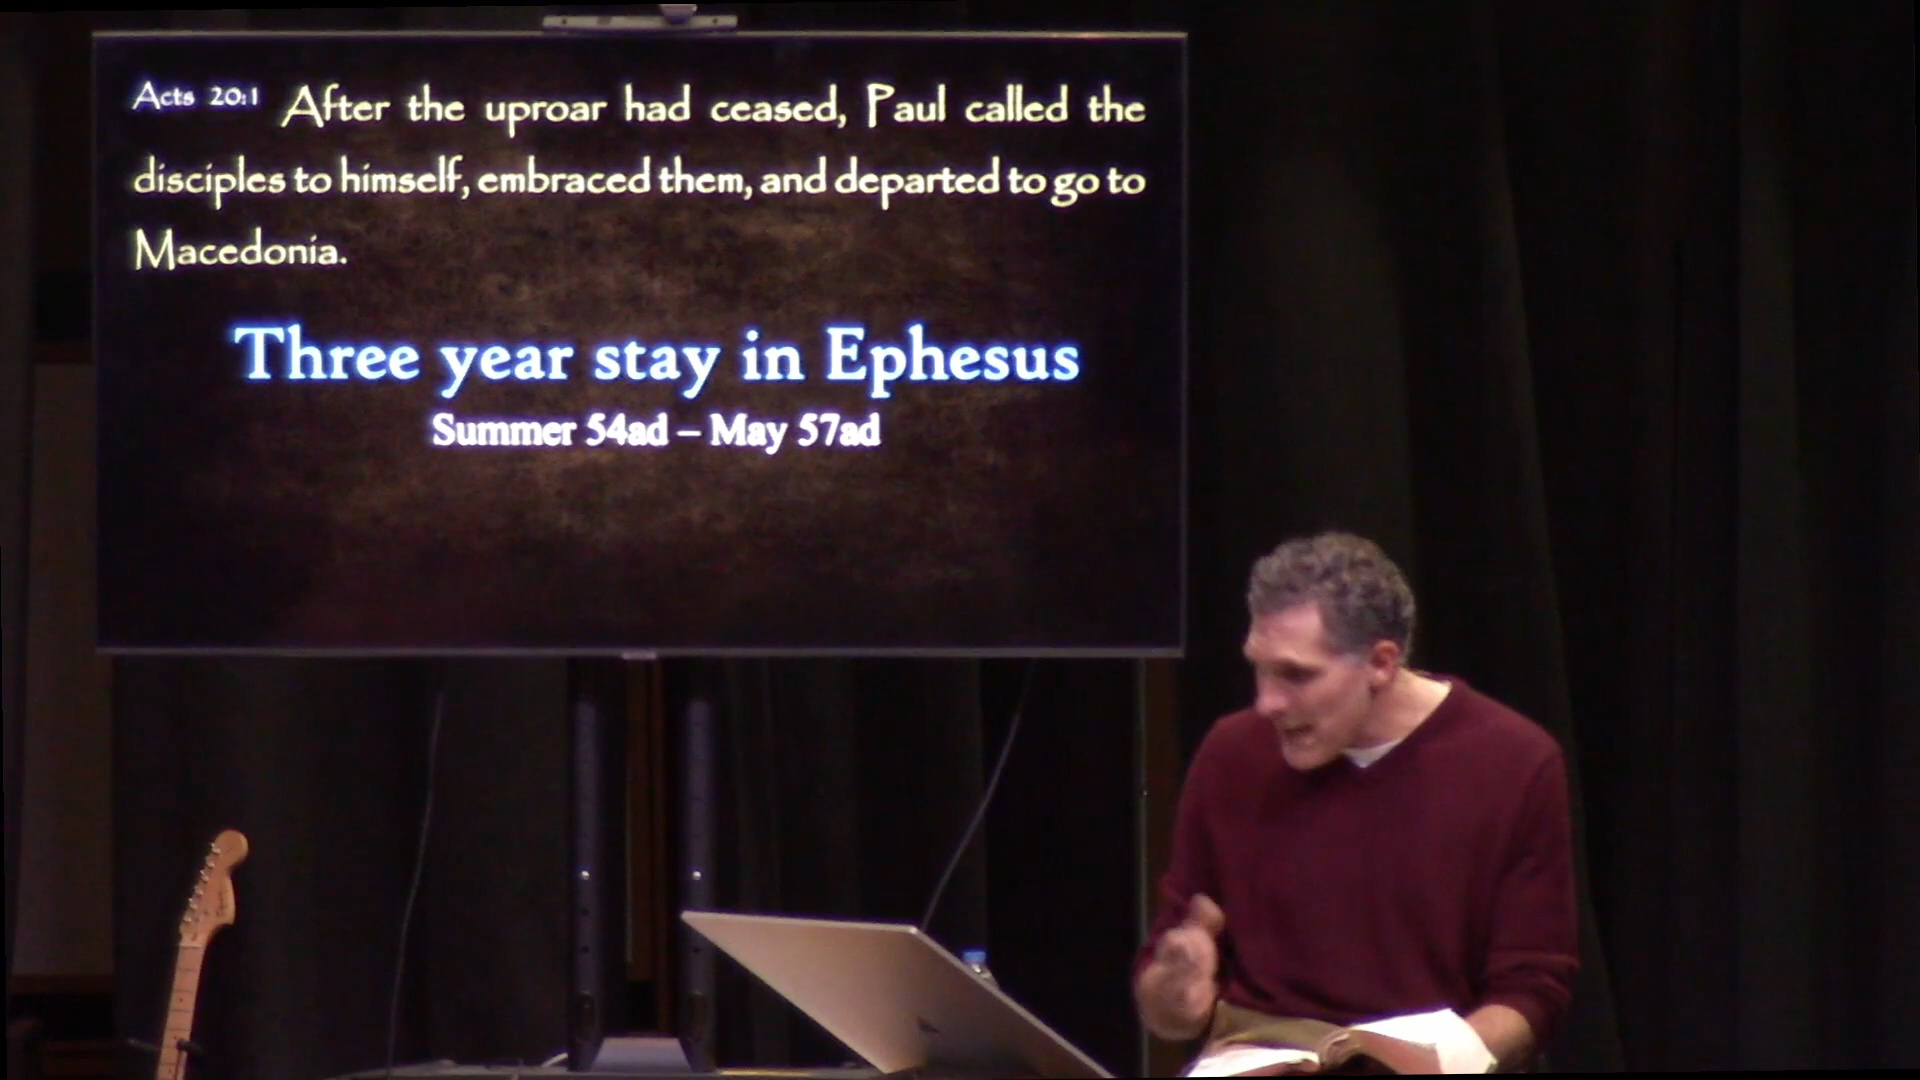 Acts 20:1 After the uproar had ceased, Paul called the
disciples to himself, embraced them, and departed to go to
Macedonia.
Three year stay in Ephesus
Summer 54ad – May 57ad